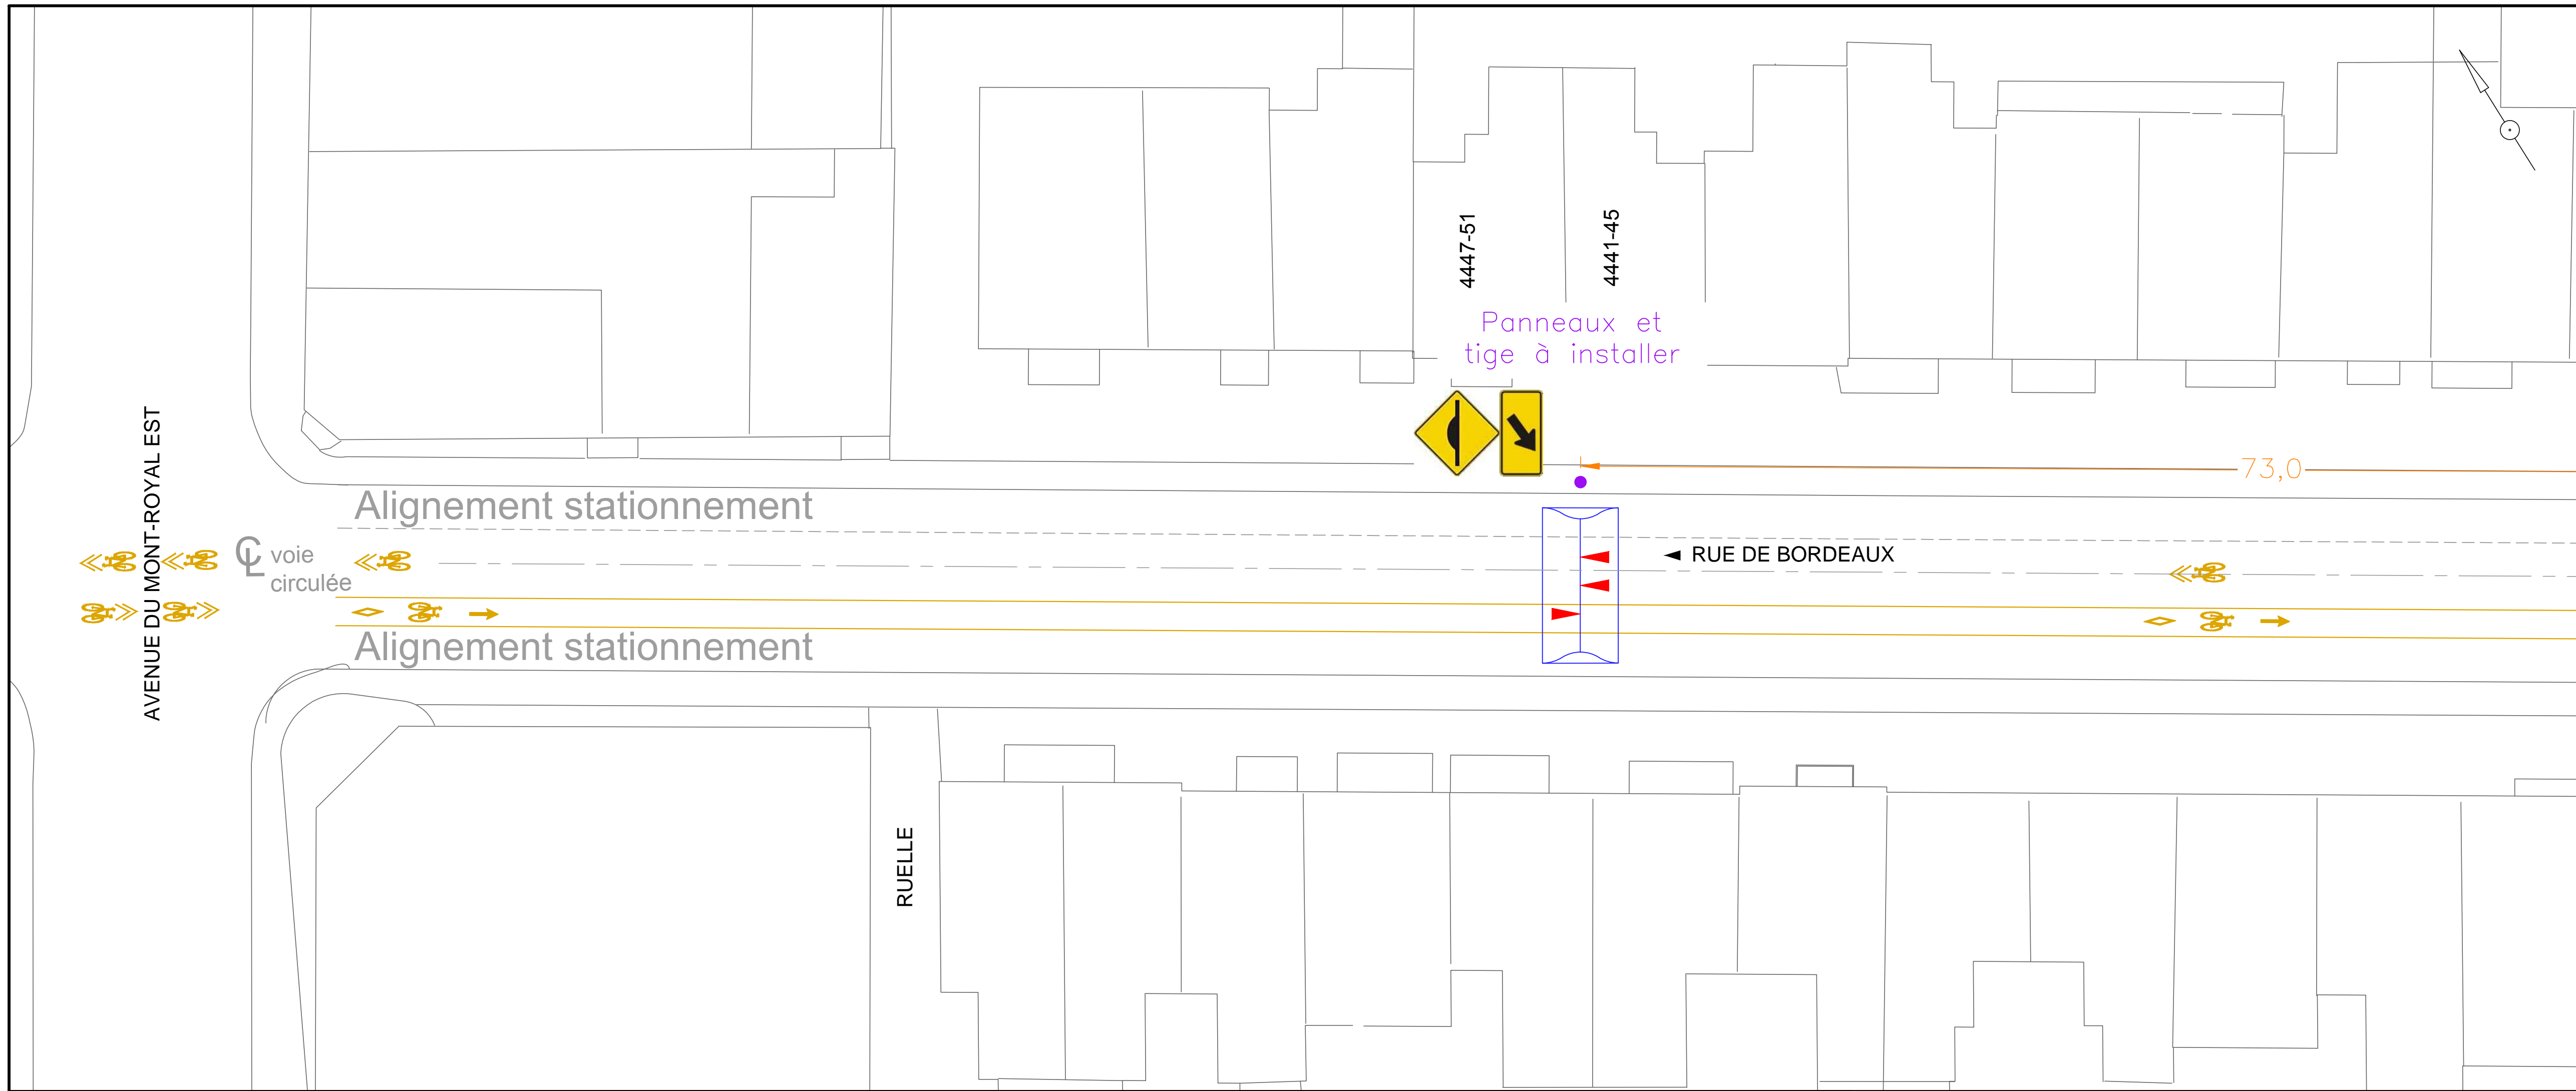 4447-51
4441-45
Panneaux et
tige à installer
73,0
AVENUE DU MONT-ROYAL EST
Alignement stationnement
CL voie
circulée
RUE DE BORDEAUX
Alignement stationnement
RUELLE